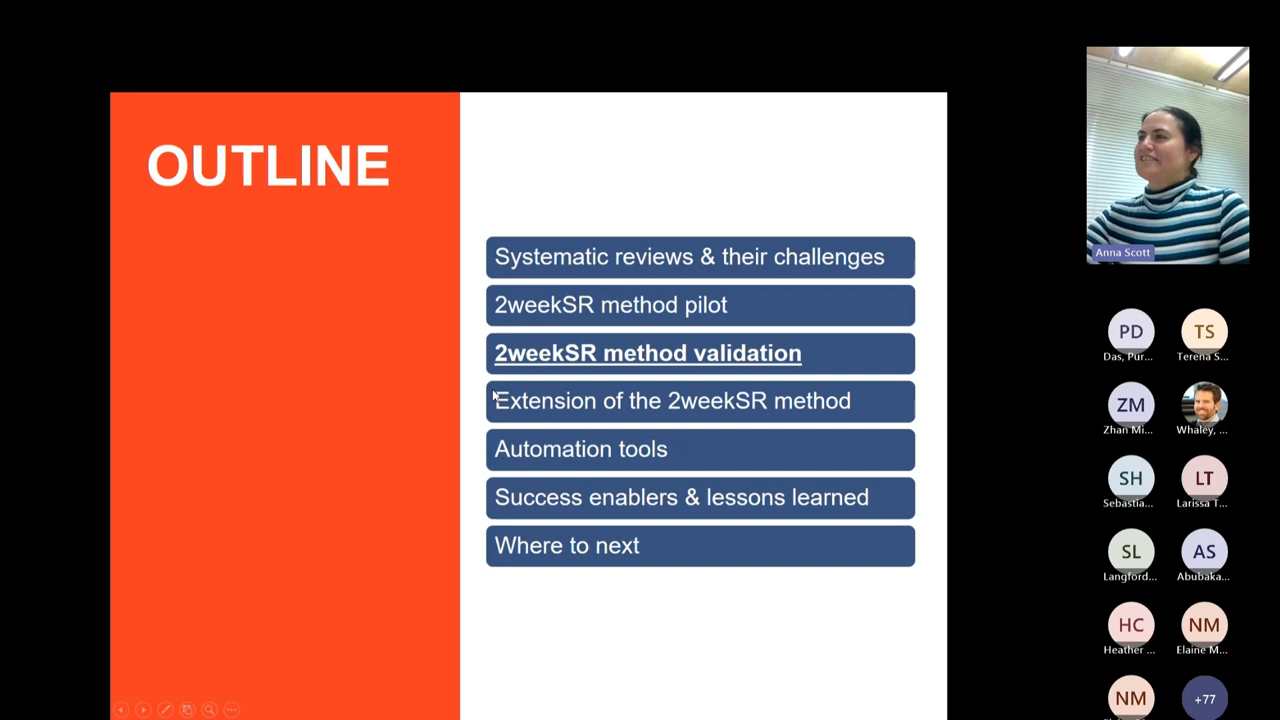 OUTLINE
Systematic reviews & their challenges
2weekSR method pilot
2weekSR method validation
Extension of the 2weekSR method
Automation tools
Success enablers & lessons learned
Where to next
Anna Scott
PD
Das, Pur...
TS
Terena S...
ZM
Zhan Mi...
Whaley, ...
SH
Sebastia...
LT
Larissa T...
SL
Langford...
AS
Abubaka...
HC
Heather ...
NM
Elaine M...
NM
+77